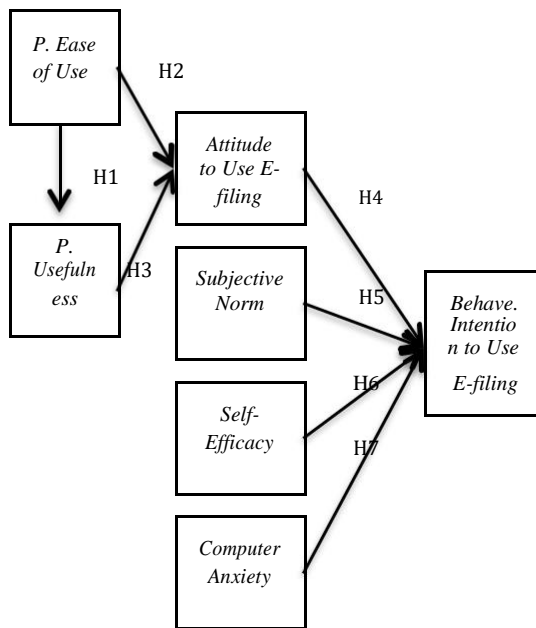 P. Ease
of Use
H2
Attitude
to Use E-
filing
H1
H4
P.
Usefuln
ess
H3
Subjective
Norm
H5
Behave.
Intentio
n to Use
E-filing
H6
Self-
Efficacy
H7
Computer
Anxiety